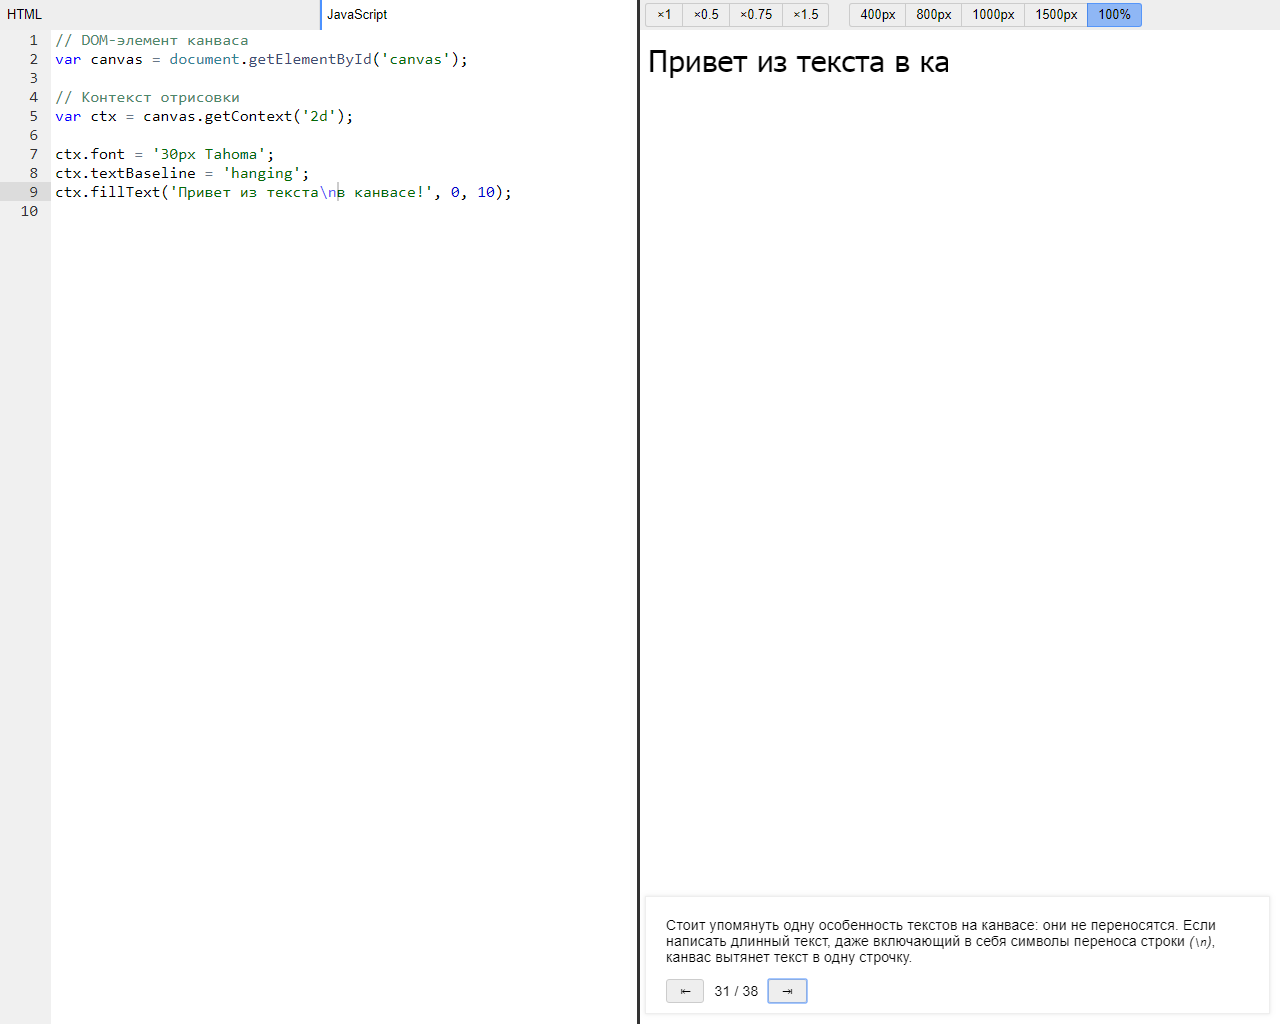 HTML
JavaScript
×1 ×0.5 ×0.75 ×1.5 400px 800px 1000px 1500px 100%
1 // DOM-элемент канваса
2 var canvas = document.getElementById('canvas');
3
4 // Контекст отрисовки
5 var ctx = canvas.getContext('2d');
6
7 ctx.font = '30px Tahoma';
8 ctx.textBaseline = 'hanging';
9 ctx.fillText('Привет из текста\nв канвасе!', 0, 10);
10
Привет из текста в ка
Стоит упомянуть одну особенность текстов на канвасе: они не переносятся. Если
написать длинный текст, даже включающий в себя символы переноса строки (\n),
канвас вытянет текст в одну строчку.
⇤ 31 / 38 ⇥